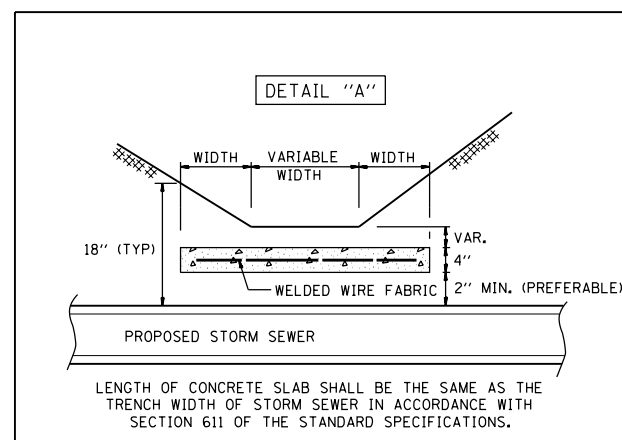 DETAIL "A"
WIDTH
VARIABLE
WIDTH
WIDTH
18" (TYP)
VAR.
4"
WELDED WIRE FABRIC
2" MIN. (PREFERABLE)
PROPOSED STORM SEWER
LENGTH OF CONCRETE SLAB SHALL BE THE SAME AS THE
TRENCH WIDTH OF STORM SEWER IN ACCORDANCE WITH
SECTION 611 OF THE STANDARD SPECIFICATIONS.